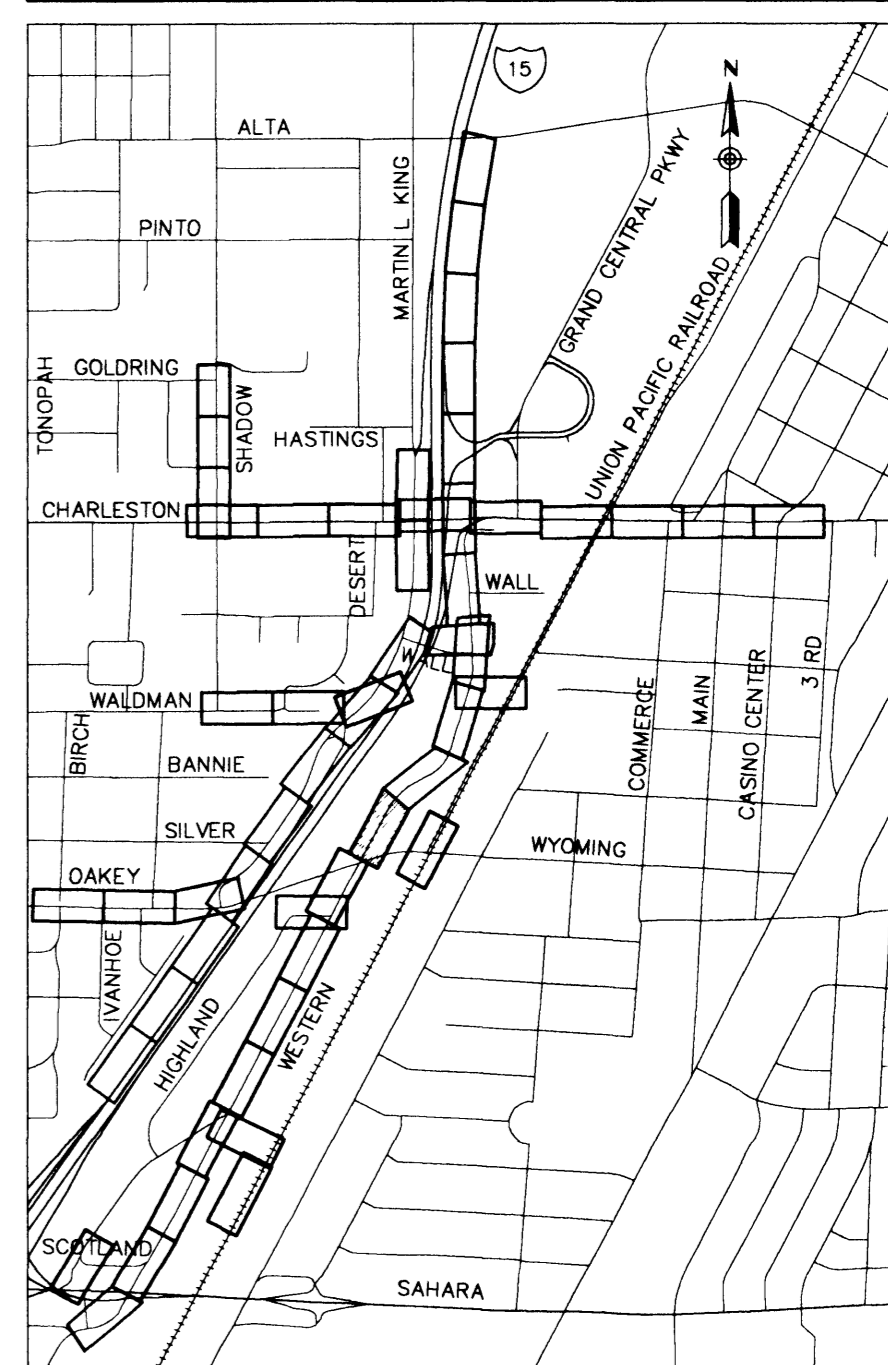 15
N
ALTA
MARTIN L KING
GRAND CENTRAL PKWY
PINTO
UNION PACIFIC RAILROAD
TONOPAH
GOLDRING
SHADOW
HASTINGS
CHARLESTON
DESERT
WALL
WALL
WALDMAN
BIRCH
COMMERCE
MAIN
CASINO CENTER
3 RD
BANNIE
SILVER
WYOMING
OAKEY
IVANHOE
HIGHLAND
WESTERN
SCOTLAND
SAHARA